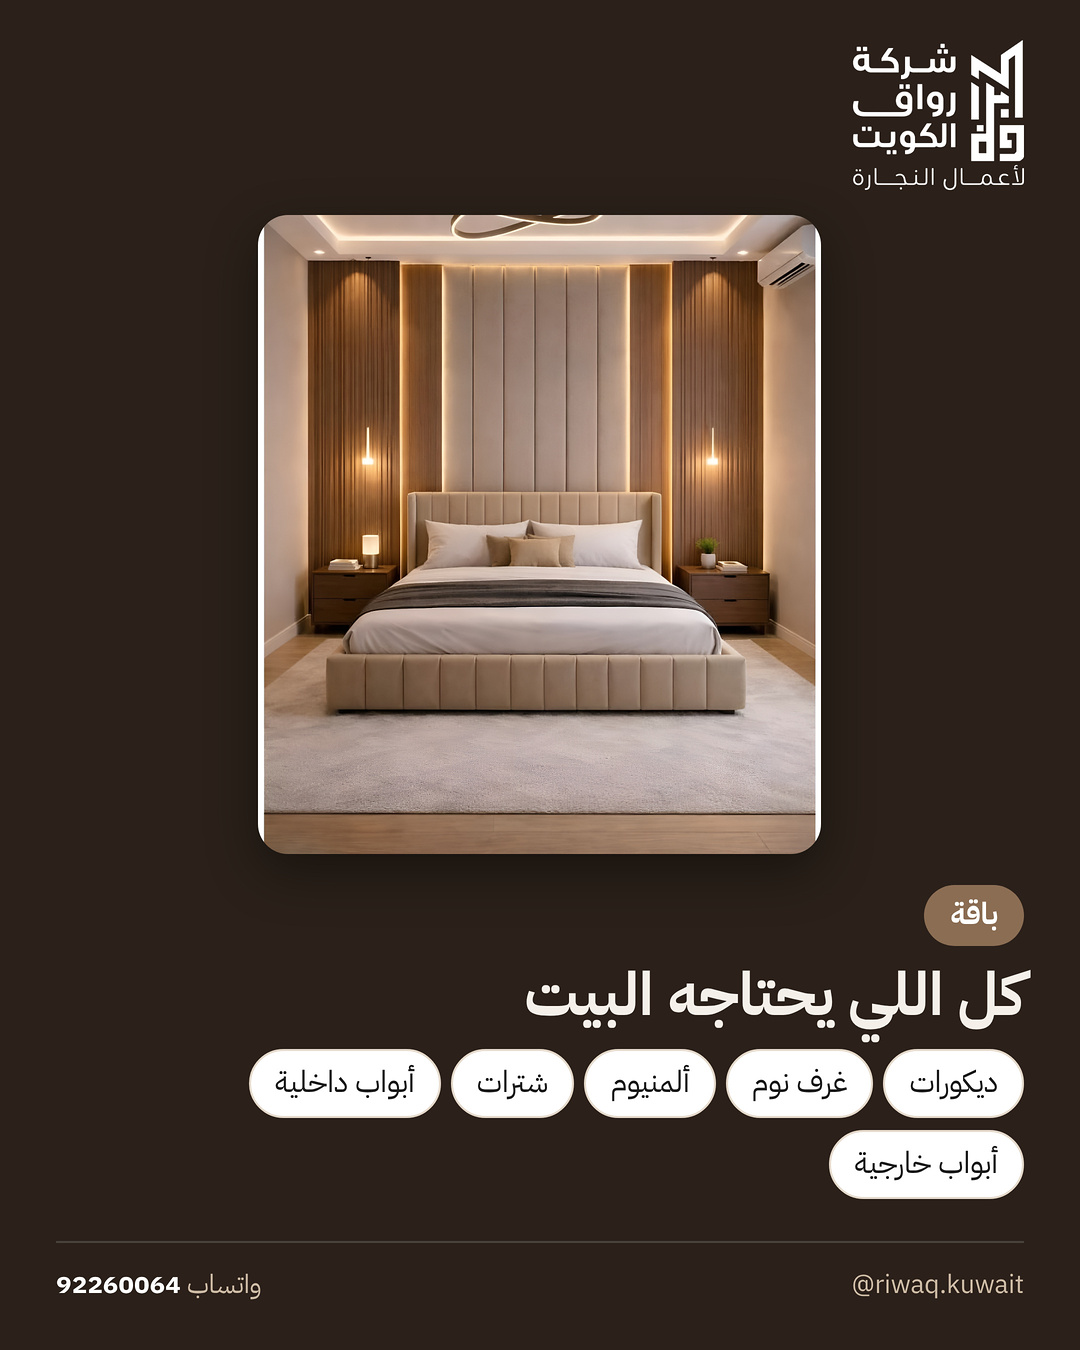 شركة
رواق
الكويت
لأعمال النجارة
باقة
كل اللي يحتاجه البيت
ديكورات
غرف نوم
ألمنيوم
شترات
أبواب داخلية
أبواب خارجية
@riwaq.kuwait
واتساب 92260064